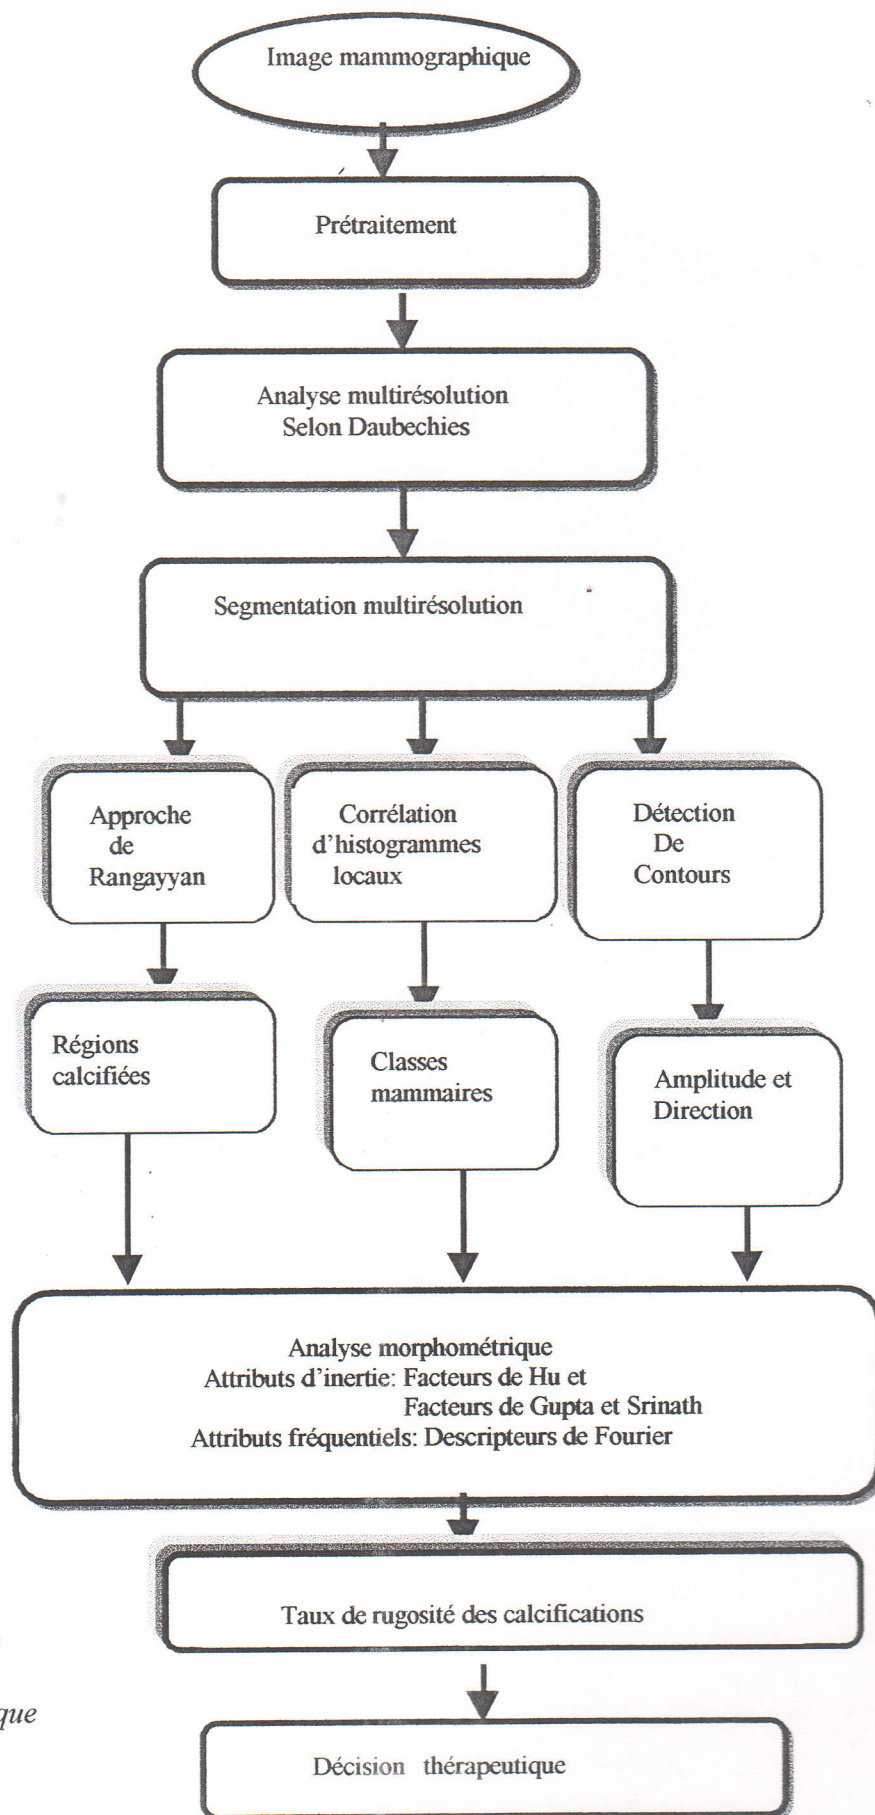 Image mammographique
Prétraitement
Analyse multirésolution
Selon Daubechies
Segmentation multirésolution
Approche
de
Rangayyan
Corrélation
d'histogrammes
locaux
Détection
De
Contours
Régions
calcifiées
Classes
mammaires
Amplitude et
Direction
Analyse morphométrique
Attributs d'inertie: Facteurs de Hu et
Facteurs de Gupta et Srinath
Attributs fréquentiels: Descripteurs de Fourier
Taux de rugosité des calcifications
que
Décision thérapeutique